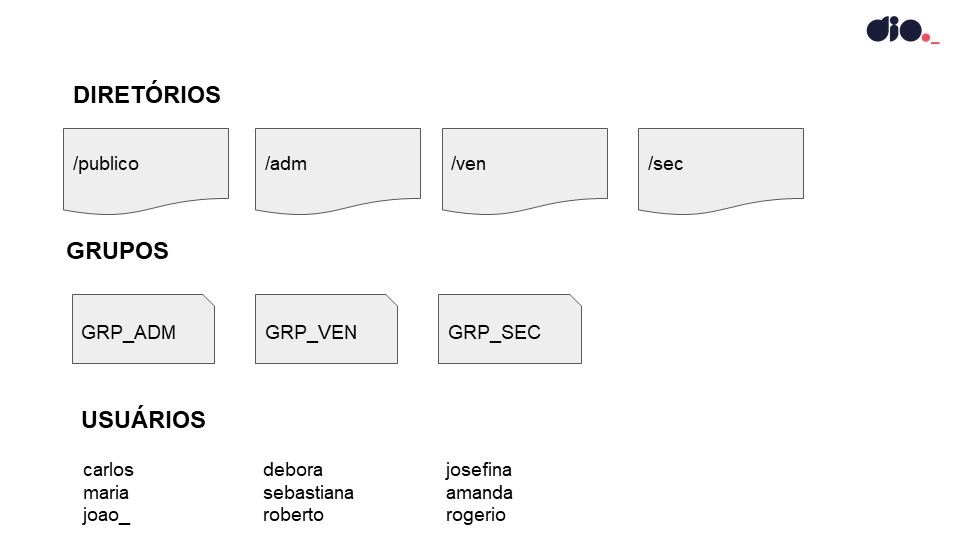 dio._
DIRETÓRIOS
/publico /adm /ven /sec
GRUPOS
GRP_ADM GRP_VEN GRP_SEC
USUÁRIOS
carlos debora josefina
maria sebastiana amanda
joao_ roberto rogerio